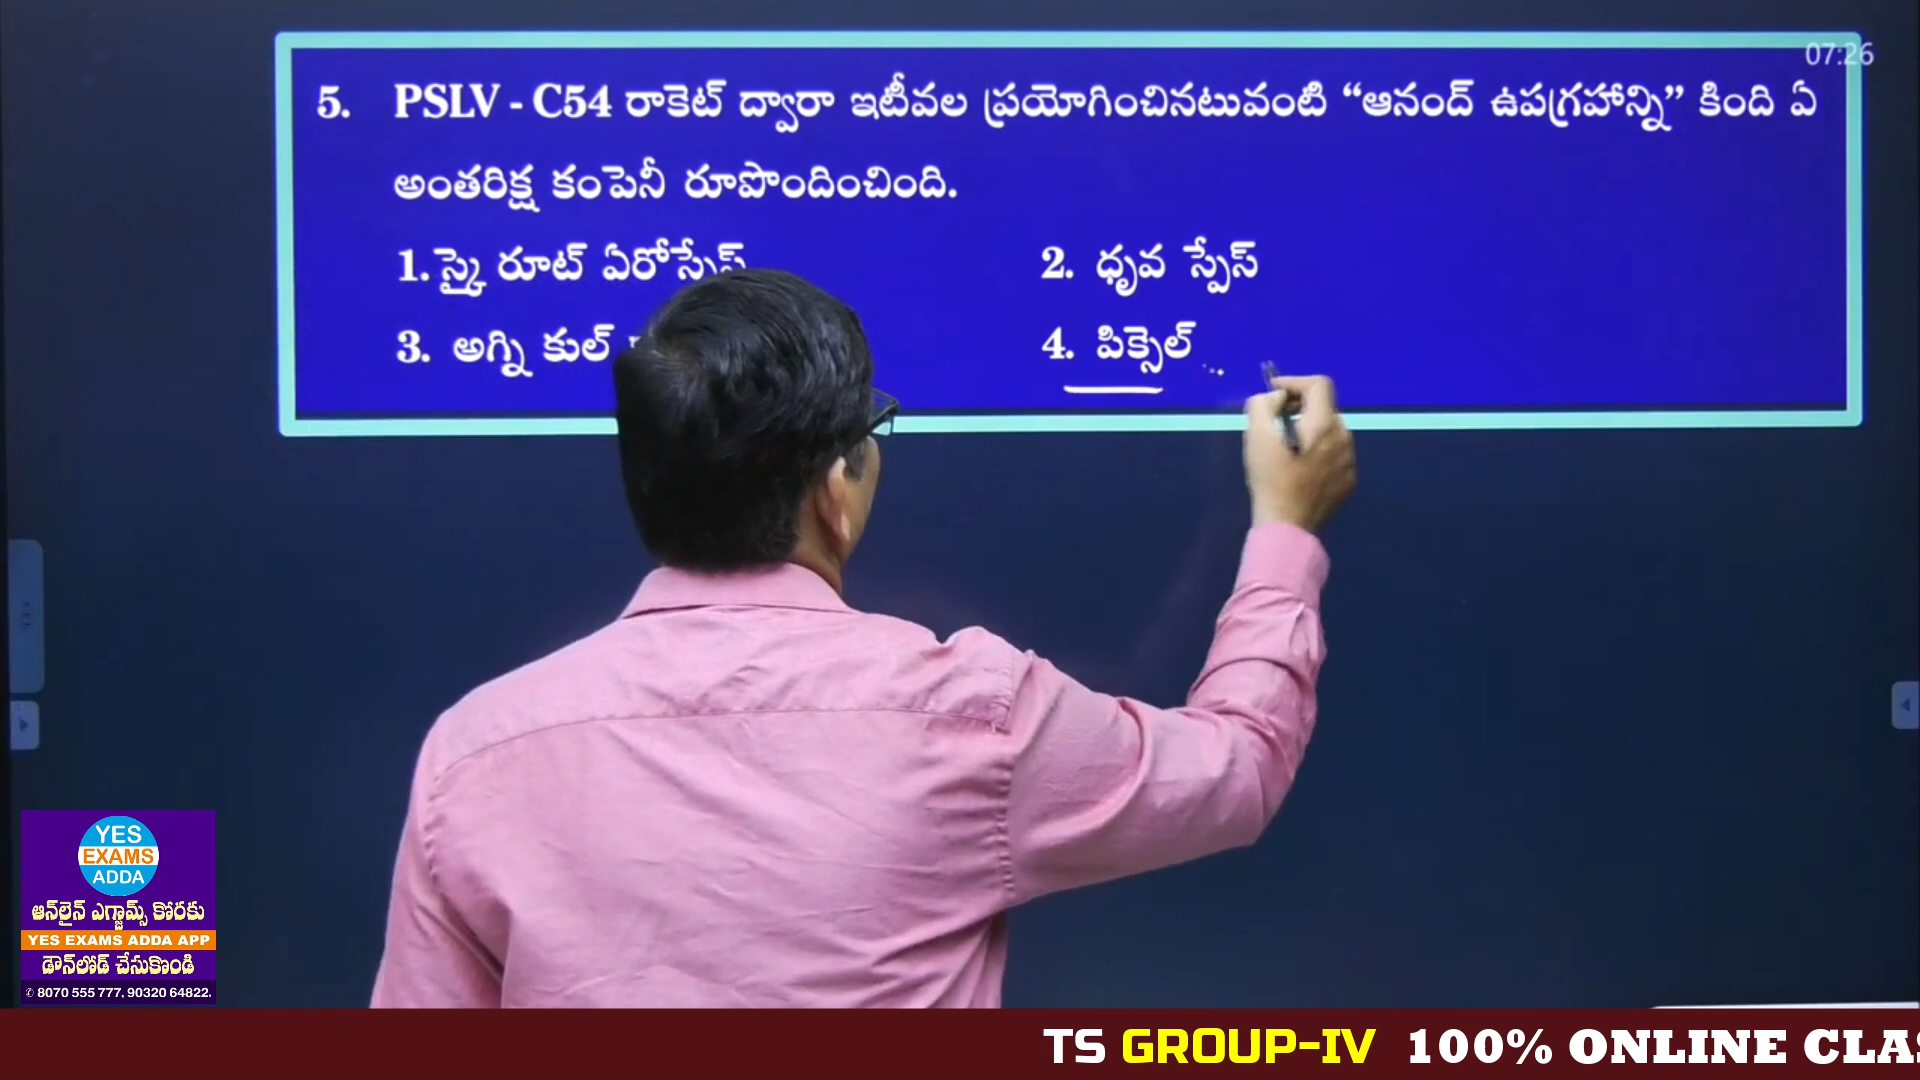 07:26
5. PSLV - C54 రాకెట్ ద్వారా ఇటీవల ప్రయోగించినటువంటి “ఆనంద్ ఉపగ్రహాన్ని” కింది ఏ
అంతరిక్ష కంపెనీ రూపొందించింది.
1. స్కై రూట్ ఏరోస్పేస్ 2. ధృవ స్పేస్
3. అగ్ని కుల్ 4. పిక్సెల్
YES
EXAMS
ADDA
ఆన్‌లైన్ ఎగ్జామ్స్ కొరకు
YES EXAMS ADDA APP
డౌన్‌లోడ్ చేసుకొండి
✆ 8070 555 777, 90320 64822.
TS GROUP-IV 100% ONLINE